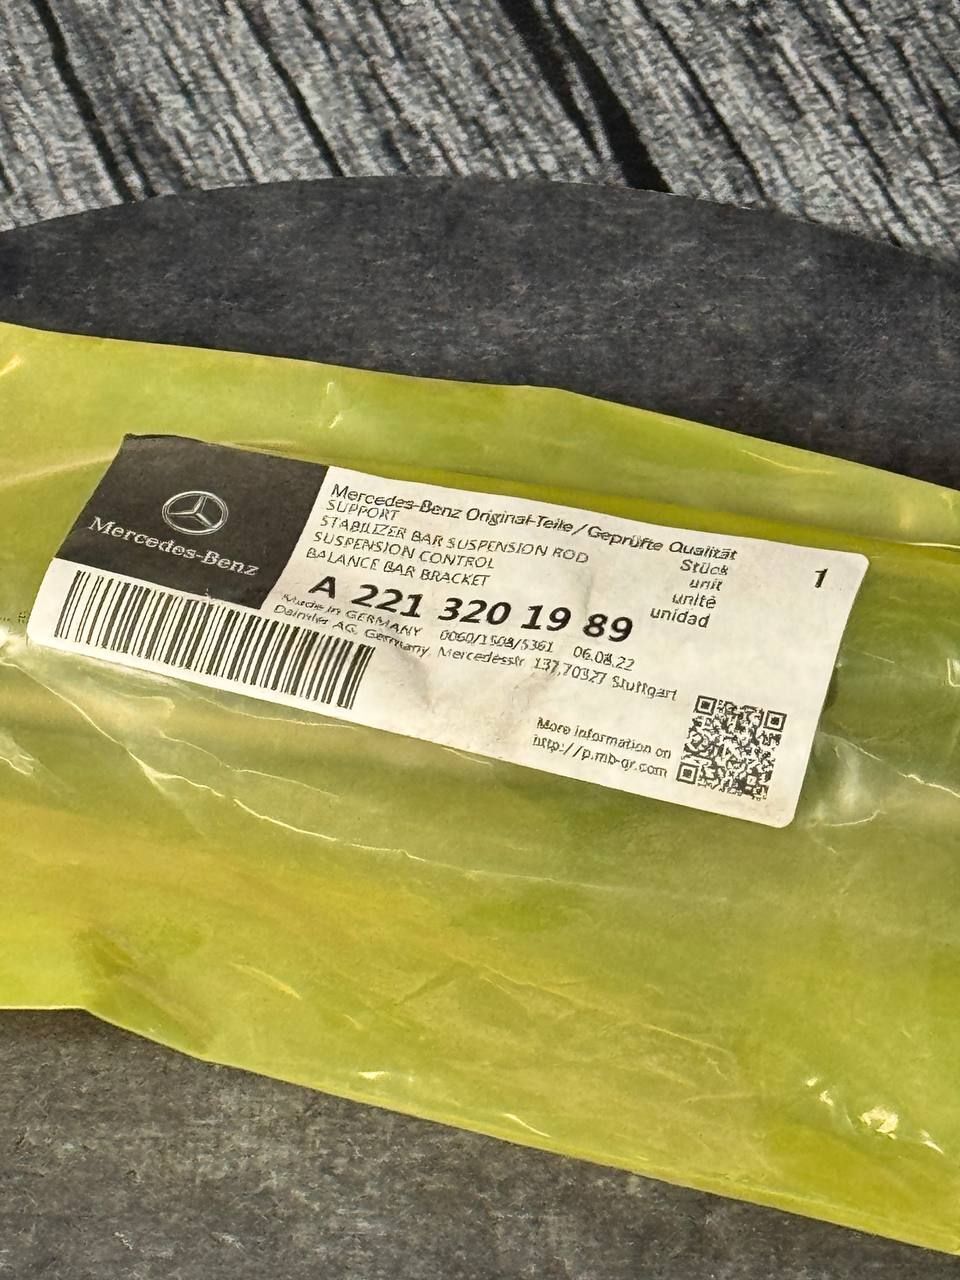 Mercedes-Benz
Mercedes-Benz Original-Teile / Geprüfte Qualität
SUPPORT
STABILIZER BAR SUSPENSION ROD
SUSPENSION CONTROL
BALANCE BAR BRACKET
Stück
unit
unité
unidad
1
A 221 320 19 89
Made in GERMANY 0060/1509/5361 06.08.22
Daimler AG, Germany, Mercedesstr 137,70327 Stuttgart
More information on
http://p.mb-qr.com